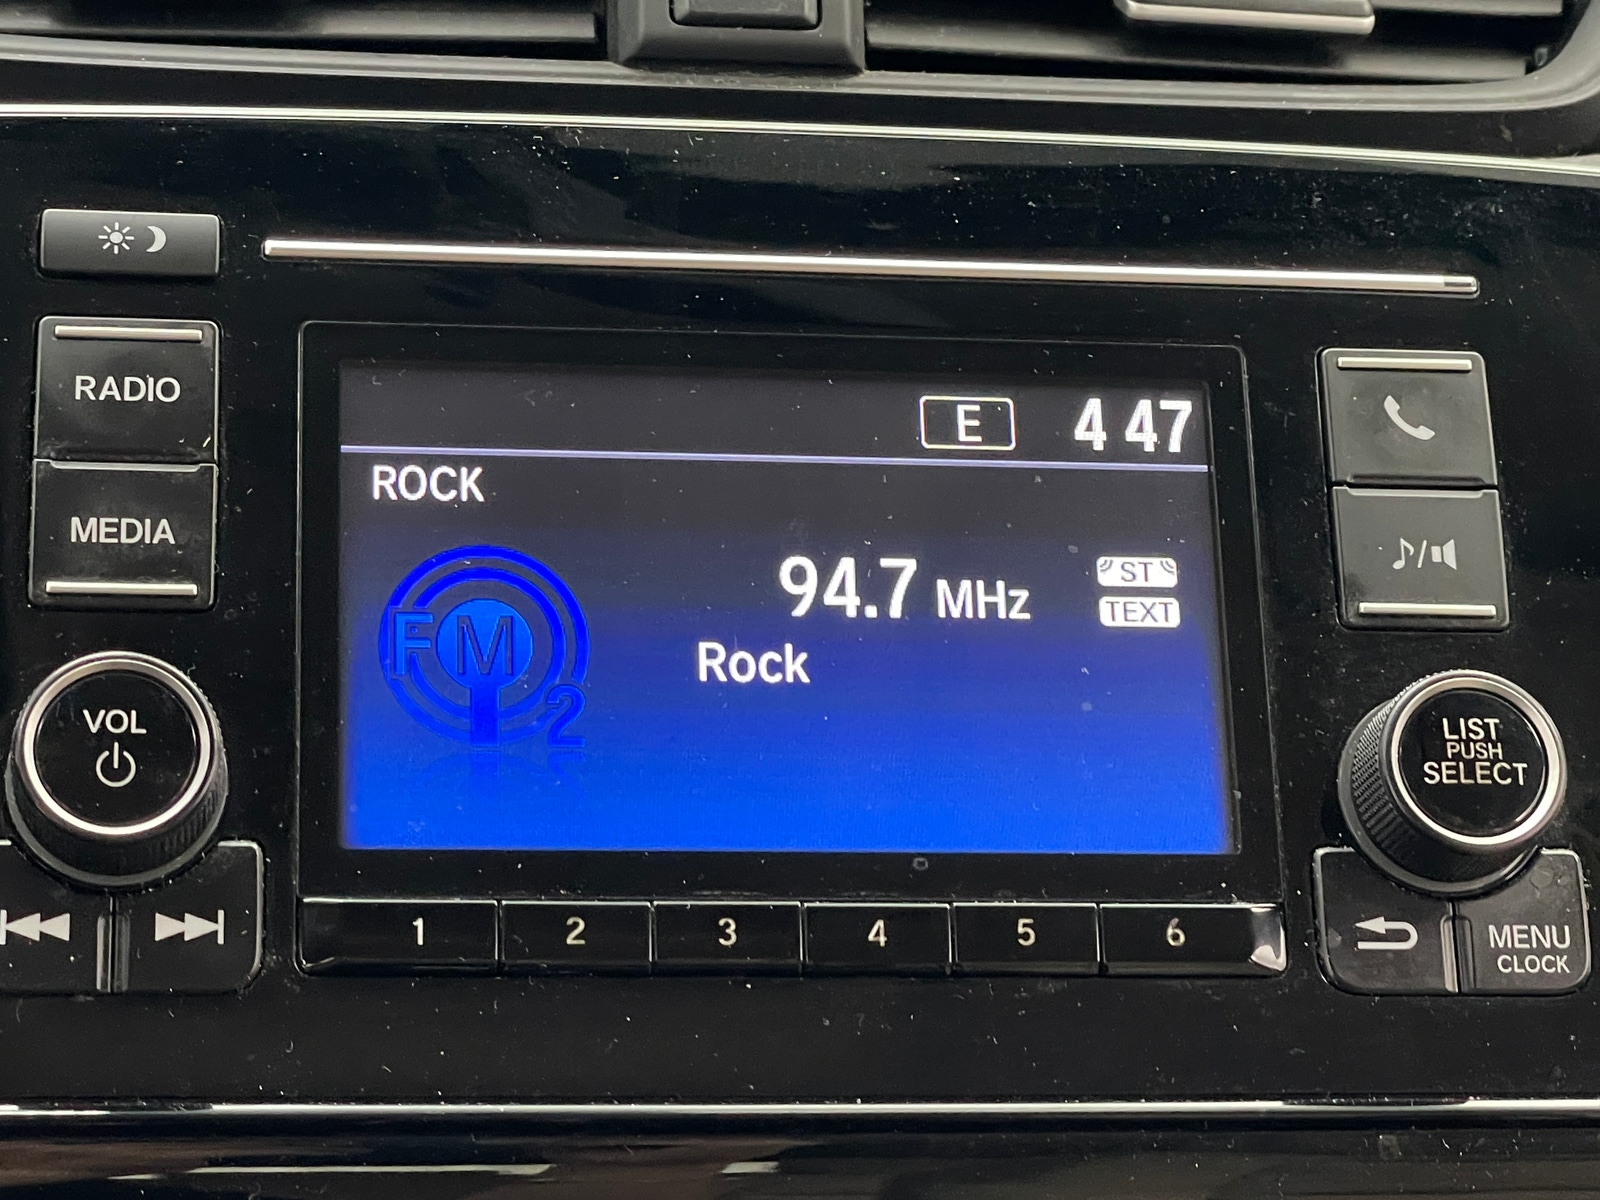 RADIO
MEDIA
VOL
E 4 47
ROCK
FM2
94.7 MHz
ST
TEXT
Rock
LIST
PUSH
SELECT
1 2 3 4 5 6
MENU
CLOCK